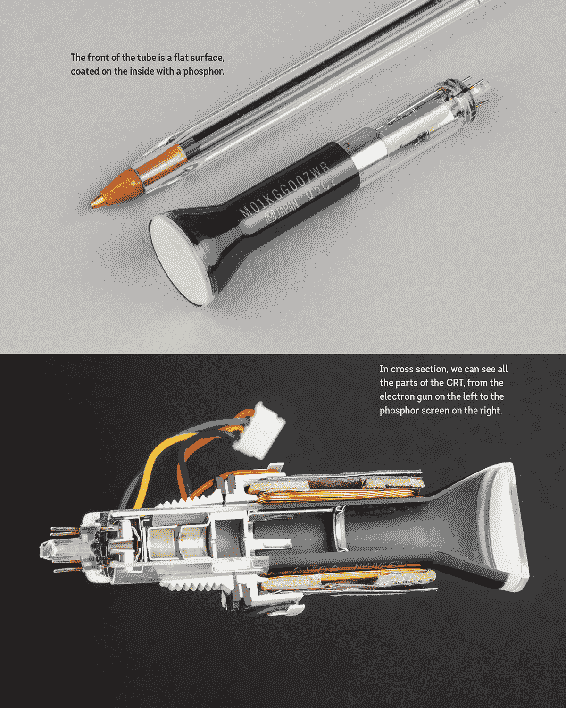 The front of the tube is a flat surface,
coated on the inside with a phosphor.
M01KGG007WB
In cross section, we can see all
the parts of the CRT, from the
electron gun on the left to the
phosphor screen on the right.